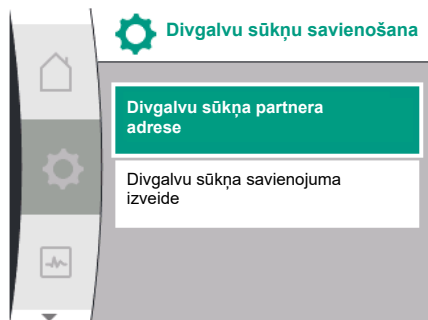 Divgalvu sūkņu savienošana
Divgalvu sūkņa partnera
adrese
Divgalvu sūkņa savienojuma
izveide